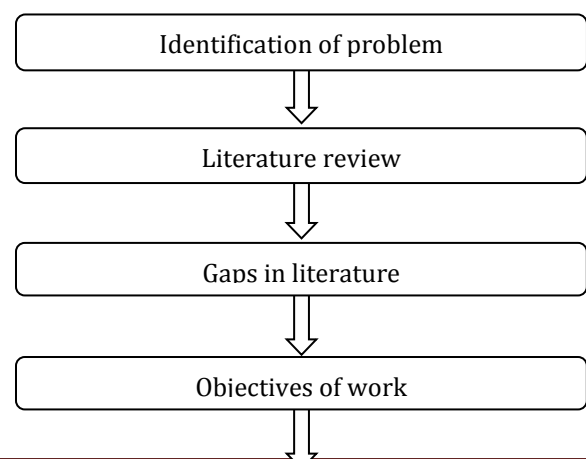 Identification of problem
Literature review
Gaps in literature
Objectives of work